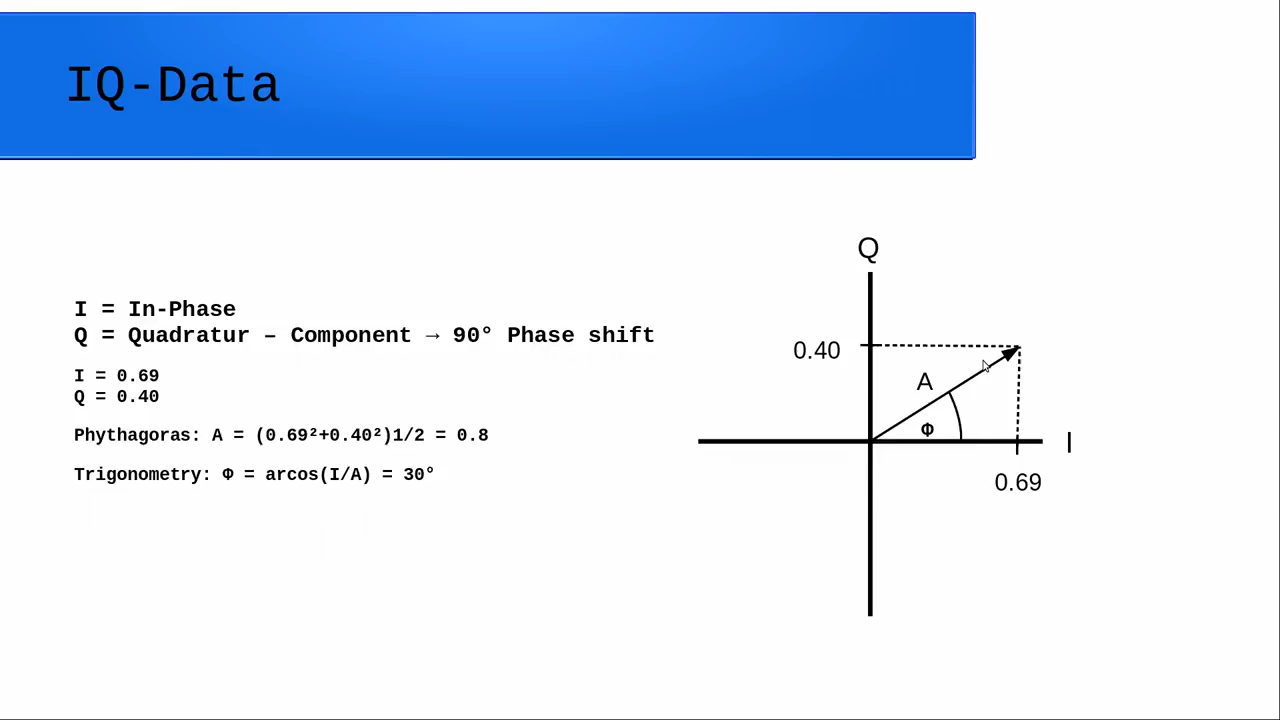 IQ-Data
I = In-Phase
Q = Quadratur – Component → 90° Phase shift
I = 0.69
Q = 0.40
Phythagoras: A = (0.69²+0.40²)1/2 = 0.8
Trigonometry: Φ = arcos(I/A) = 30°
Q
0.40
A
Φ
I
0.69